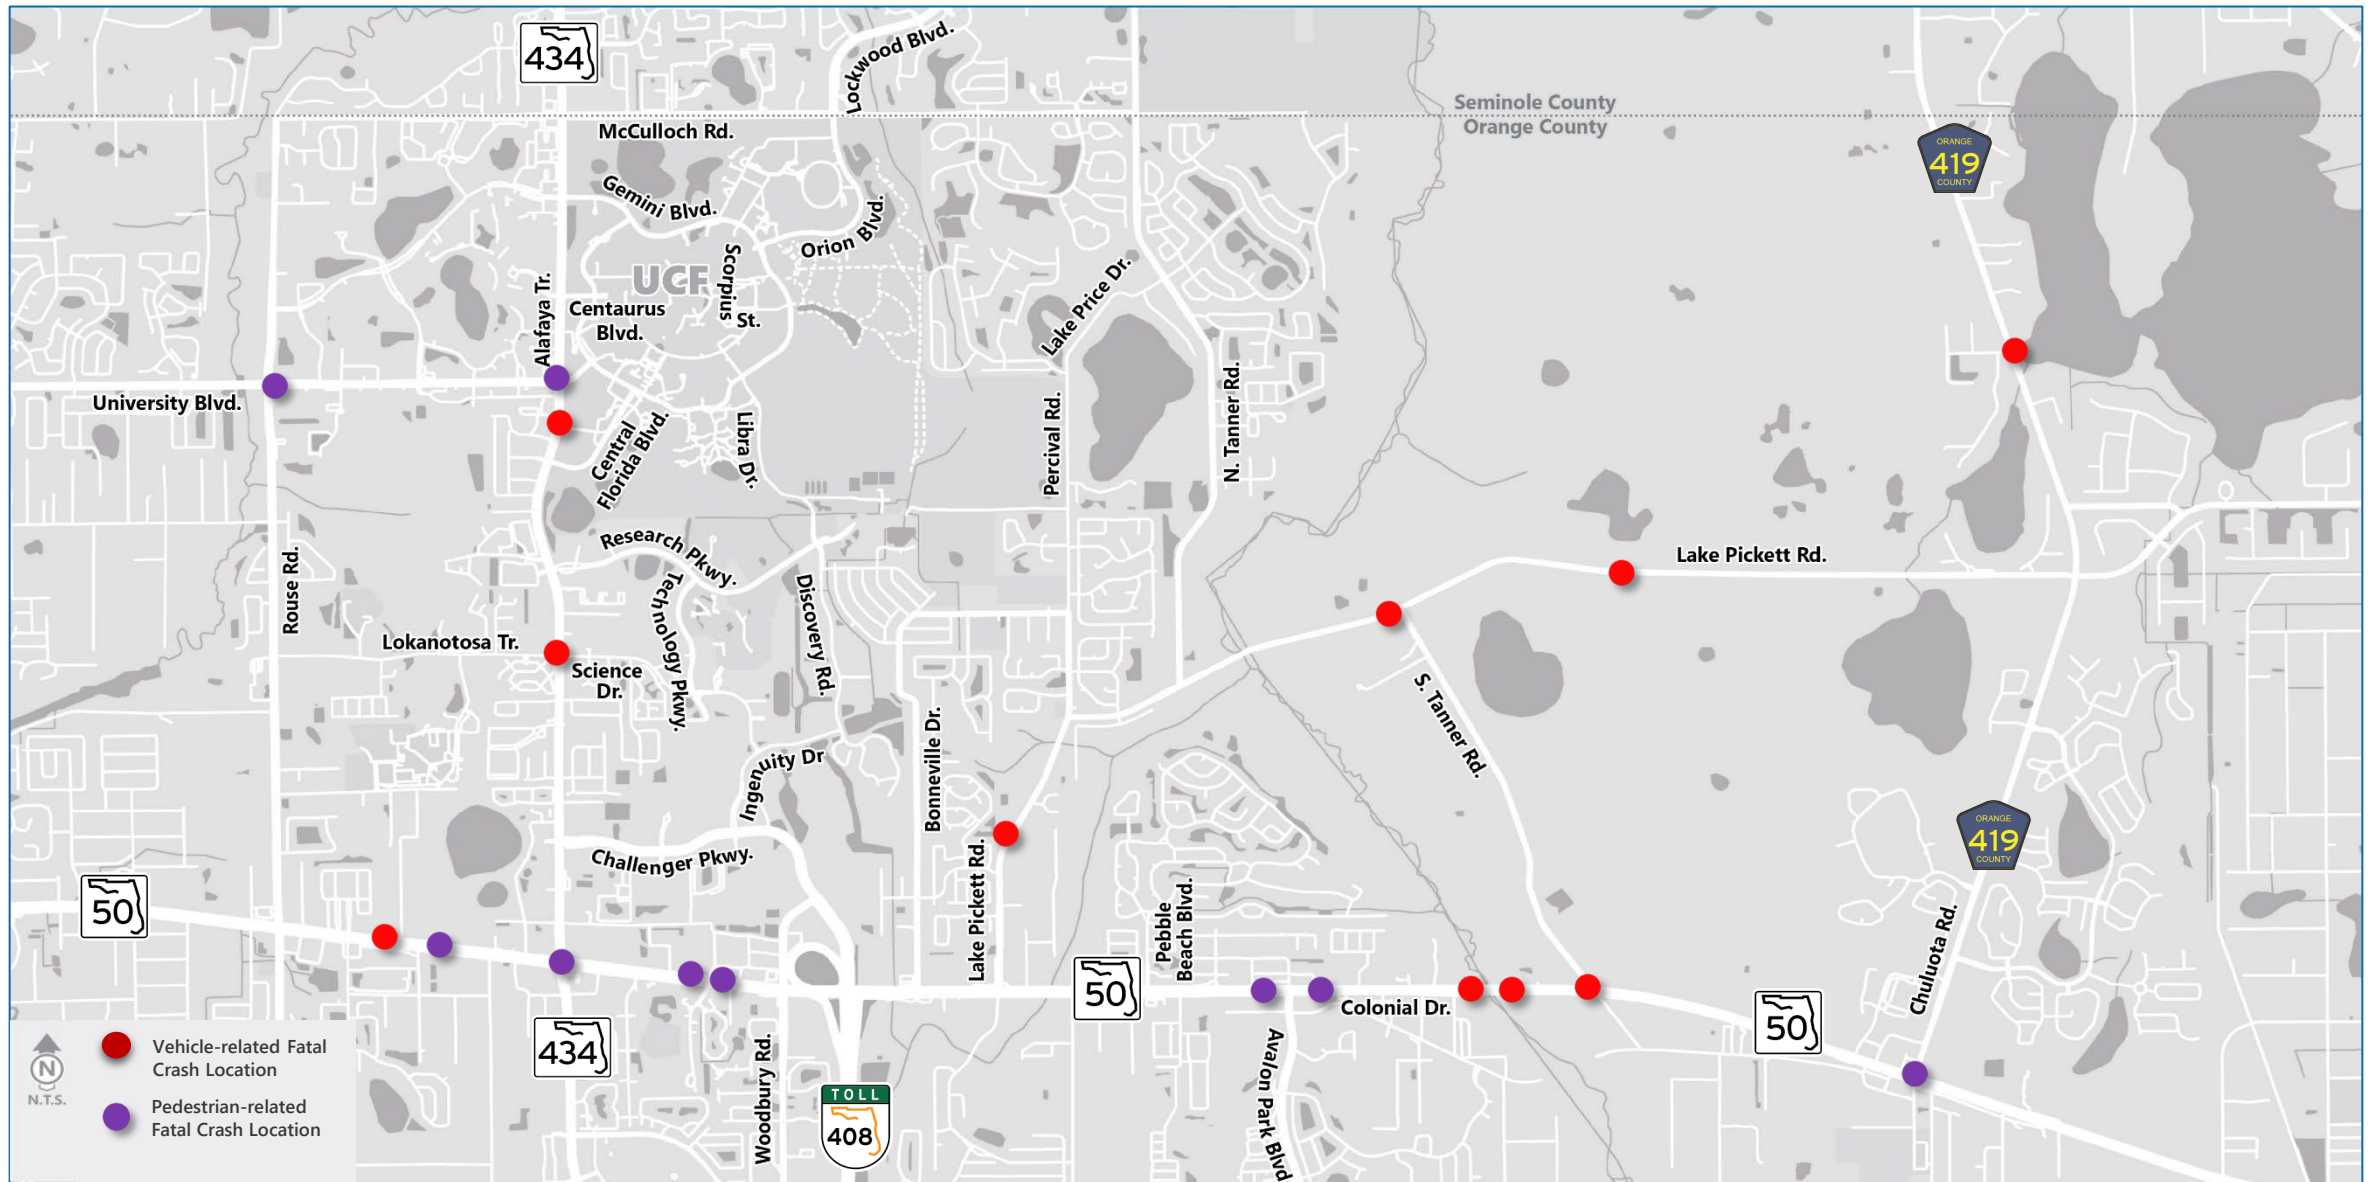 434
Lockwood Blvd.
Seminole County
Orange County
McCulloch Rd.
ORANGE
419
COUNTY
Gemini Blvd.
Orion Blvd.
Scorpius
St.
UCF
Centaurus
Blvd.
Alafaya Tr.
Lake Price Dr.
University Blvd.
Central
Florida Blvd.
Libra Dr.
Percival Rd.
N. Tanner Rd.
Research Pkwy.
Lake Pickett Rd.
Rouse Rd.
Technology Pkwy.
Discovery Rd.
Lokanotosa Tr.
Science
Dr.
S. Tanner Rd.
Ingenuity Dr
Bonneville Dr.
ORANGE
419
COUNTY
Challenger Pkwy.
Lake Pickett Rd.
Pebble
Beach Blvd.
50
Chuluota Rd.
50
Colonial Dr.
50
434
Woodbury Rd.
Avalon Park Blvd
TOLL
408
N
N.T.S.
Vehicle-related Fatal
Crash Location
Pedestrian-related
Fatal Crash Location